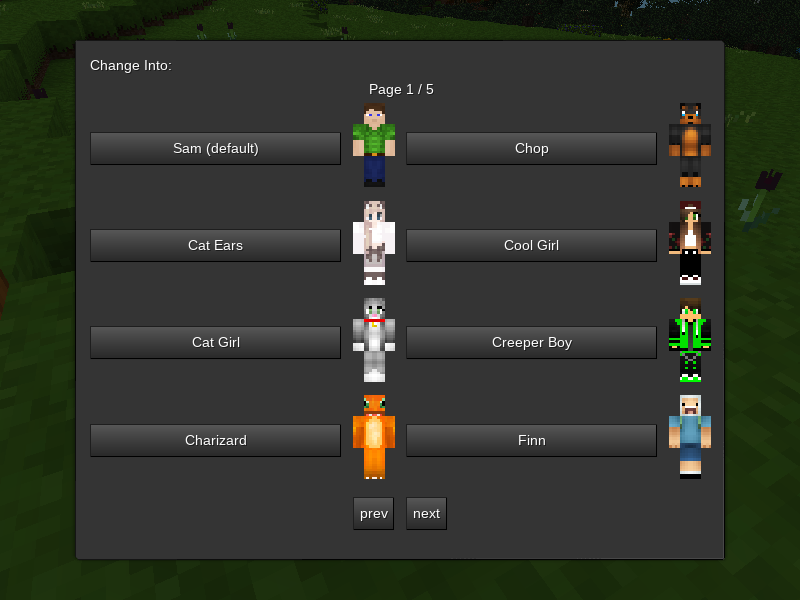 Change Into:
Page 1 / 5
Sam (default)
Chop
Cat Ears
Cool Girl
Cat Girl
Creeper Boy
Charizard
Finn
prev
next